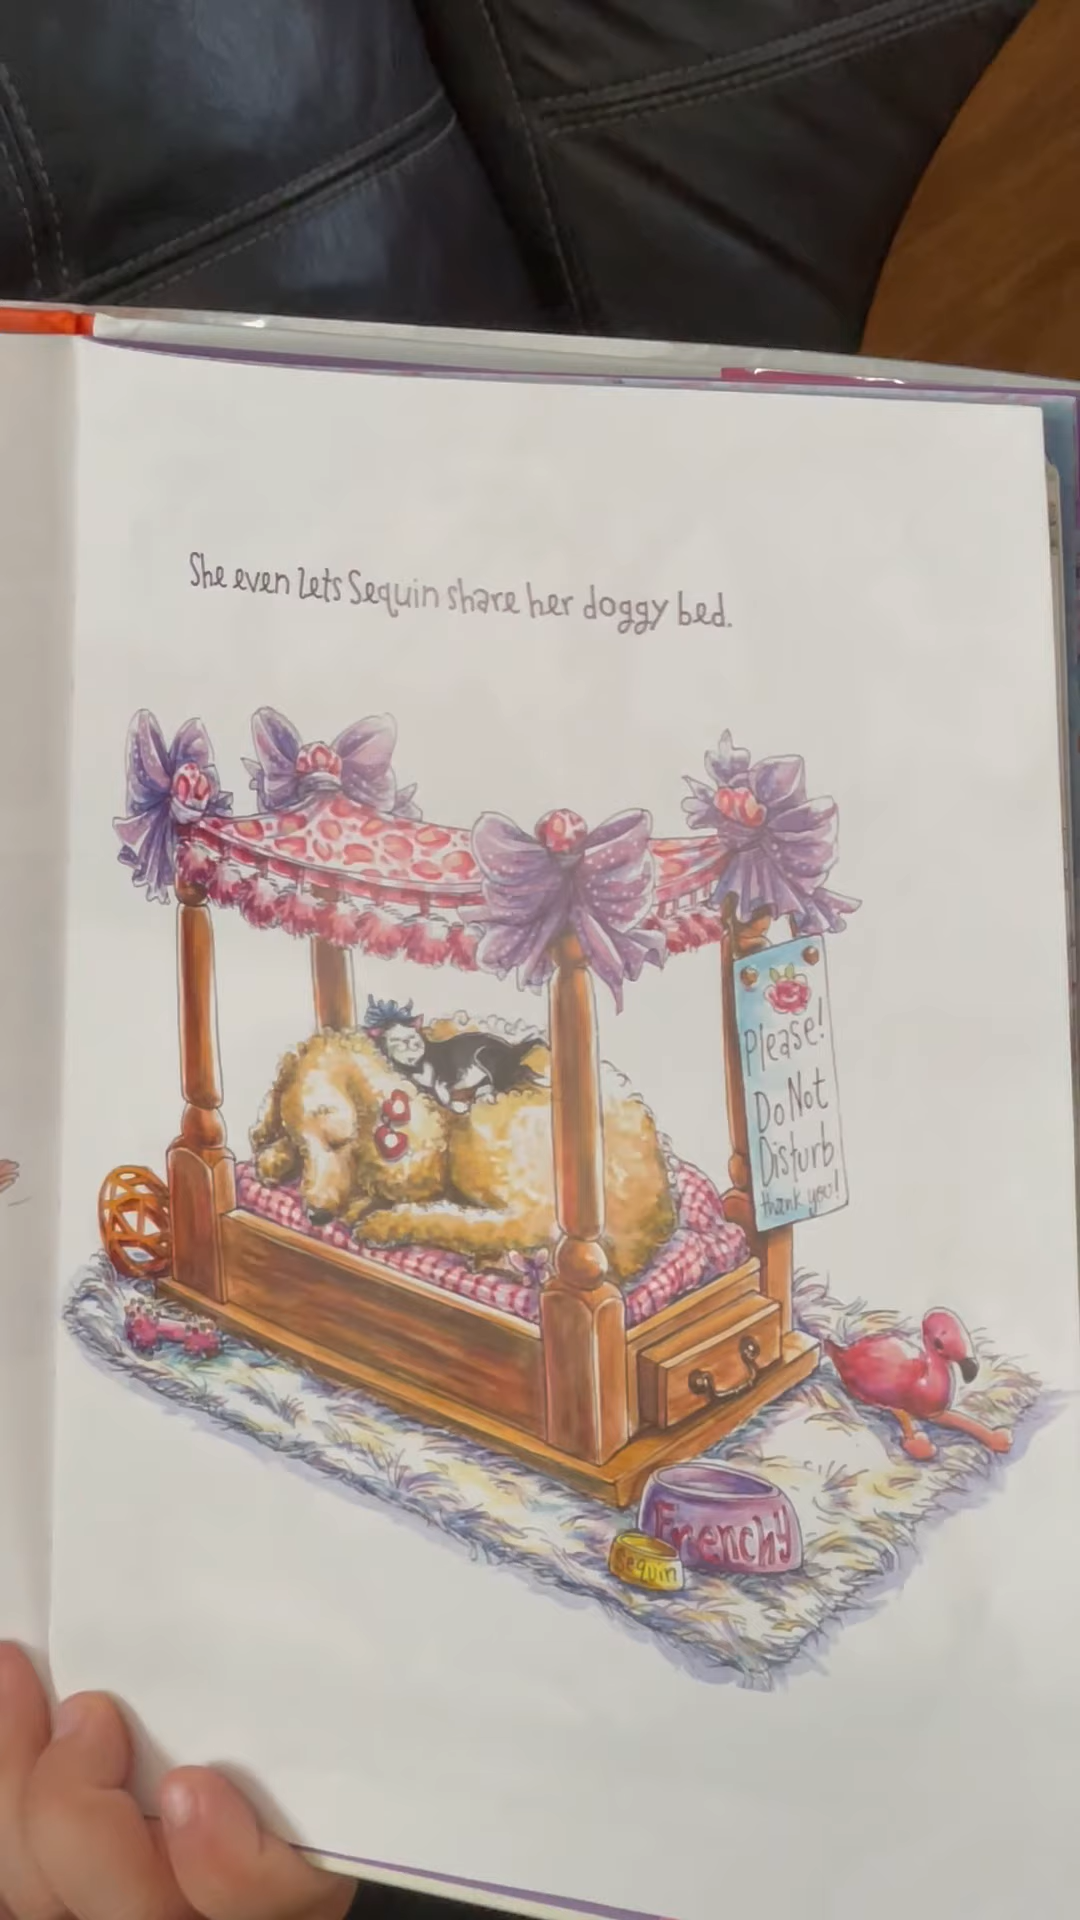 She even lets Sequin share her doggy bed.
Please!
Do Not
Disturb
thank you!
Frenchy
Sequin